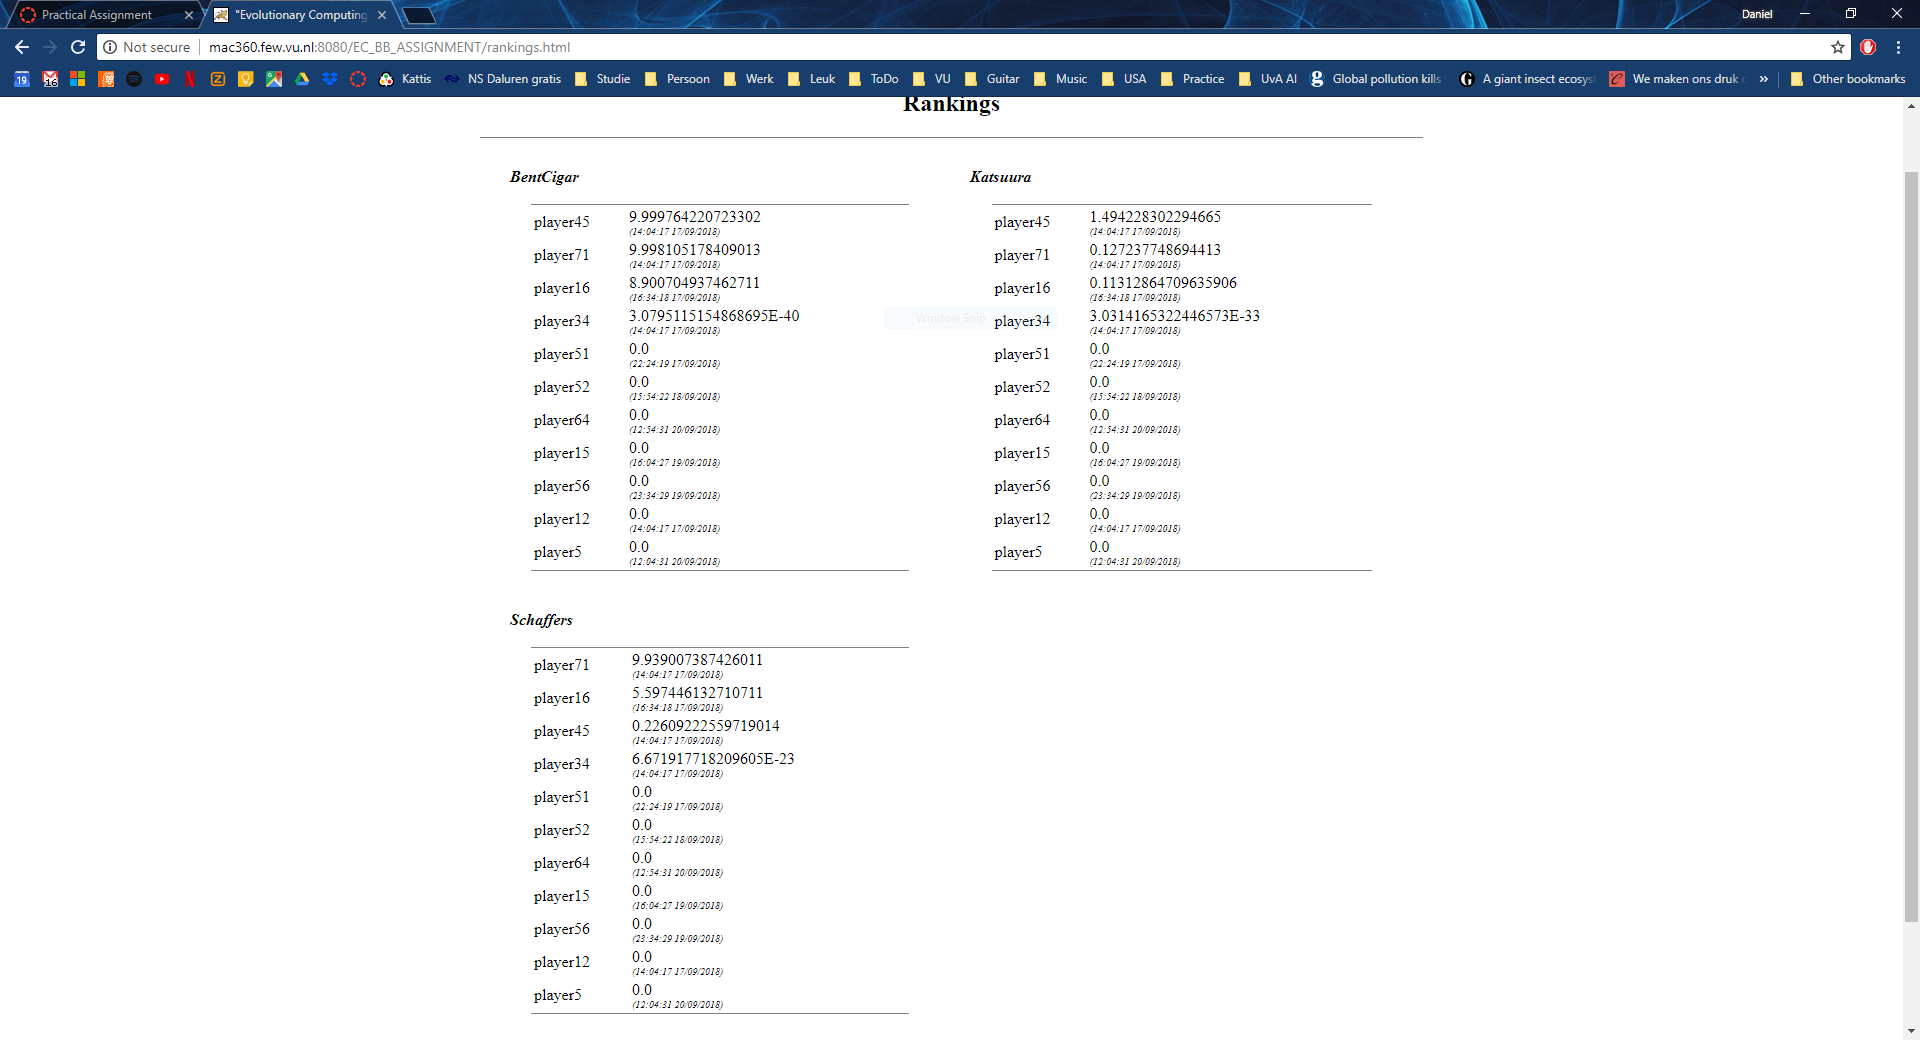 Practical Assignment
"Evolutionary Computing
Daniel
Not secure
mac360.few.vu.nl:8080/EC_BB_ASSIGNMENT/rankings.html
19
16
Kattis
NS Daluren gratis
Studie
Persoon
Werk
Leuk
ToDo
VU
Guitar
Music
USA
Practice
UvA AI
Global pollution kills
A giant insect ecosys
We maken ons druk
»
Other bookmarks
Rankings
BentCigar
player45 9.999764220723302
(14:04:17 17/09/2018)
player71 9.998105178409013
(14:04:17 17/09/2018)
player16 8.900704937462711
(16:34:18 17/09/2018)
player34 3.0795115154868695E-40
(14:04:17 17/09/2018)
player51 0.0
(22:24:19 17/09/2018)
player52 0.0
(15:54:22 18/09/2018)
player64 0.0
(12:54:31 20/09/2018)
player15 0.0
(16:04:27 19/09/2018)
player56 0.0
(23:34:29 19/09/2018)
player12 0.0
(14:04:17 17/09/2018)
player5 0.0
(12:04:31 20/09/2018)
Katsuura
player45 1.494228302294665
(14:04:17 17/09/2018)
player71 0.127237748694413
(14:04:17 17/09/2018)
player16 0.11312864709635906
(16:34:18 17/09/2018)
Window Snip
player34 3.0314165322446573E-33
(14:04:17 17/09/2018)
player51 0.0
(22:24:19 17/09/2018)
player52 0.0
(15:54:22 18/09/2018)
player64 0.0
(12:54:31 20/09/2018)
player15 0.0
(16:04:27 19/09/2018)
player56 0.0
(23:34:29 19/09/2018)
player12 0.0
(14:04:17 17/09/2018)
player5 0.0
(12:04:31 20/09/2018)
Schaffers
player71 9.939007387426011
(14:04:17 17/09/2018)
player16 5.597446132710711
(16:34:18 17/09/2018)
player45 0.22609222559719014
(14:04:17 17/09/2018)
player34 6.671917718209605E-23
(14:04:17 17/09/2018)
player51 0.0
(22:24:19 17/09/2018)
player52 0.0
(15:54:22 18/09/2018)
player64 0.0
(12:54:31 20/09/2018)
player15 0.0
(16:04:27 19/09/2018)
player56 0.0
(23:34:29 19/09/2018)
player12 0.0
(14:04:17 17/09/2018)
player5 0.0
(12:04:31 20/09/2018)